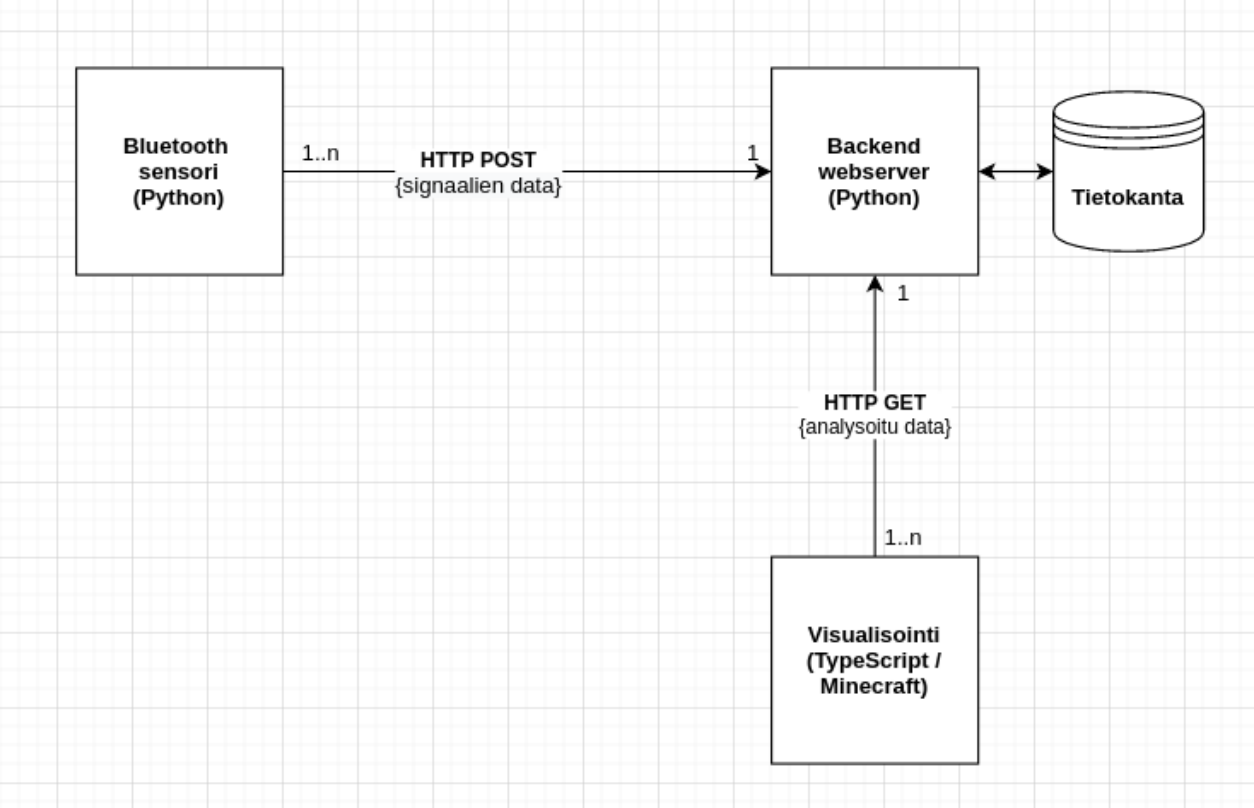 Bluetooth
sensori
(Python)
1..n
HTTP POST
{signaalien data}
1
Backend
webserver
(Python)
Tietokanta
1
HTTP GET
{analysoitu data}
1..n
Visualisointi
(TypeScript /
Minecraft)